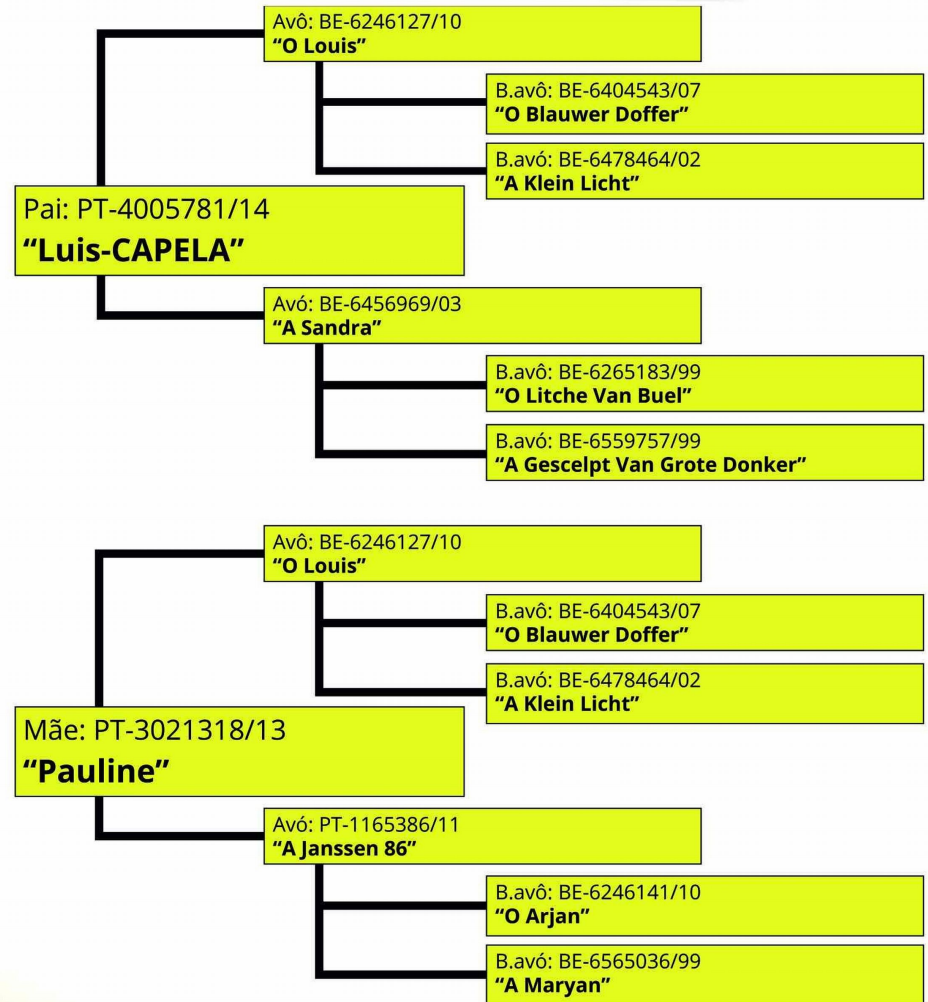 Avô: BE-6246127/10
“O Louis”
B.avô: BE-6404543/07
“O Blauwer Doffer”
B.avó: BE-6478464/02
“A Klein Licht”
Pai: PT-4005781/14
“Luis-CAPELA”
Avó: BE-6456969/03
“A Sandra”
B.avô: BE-6265183/99
“O Litche Van Buel”
B.avó: BE-6559757/99
“A Gescelpt Van Grote Donker”
Avô: BE-6246127/10
“O Louis”
B.avô: BE-6404543/07
“O Blauwer Doffer”
B.avó: BE-6478464/02
“A Klein Licht”
Mãe: PT-3021318/13
“Pauline”
Avó: PT-1165386/11
“A Janssen 86”
B.avô: BE-6246141/10
“O Arjan”
B.avó: BE-6565036/99
“A Maryan”